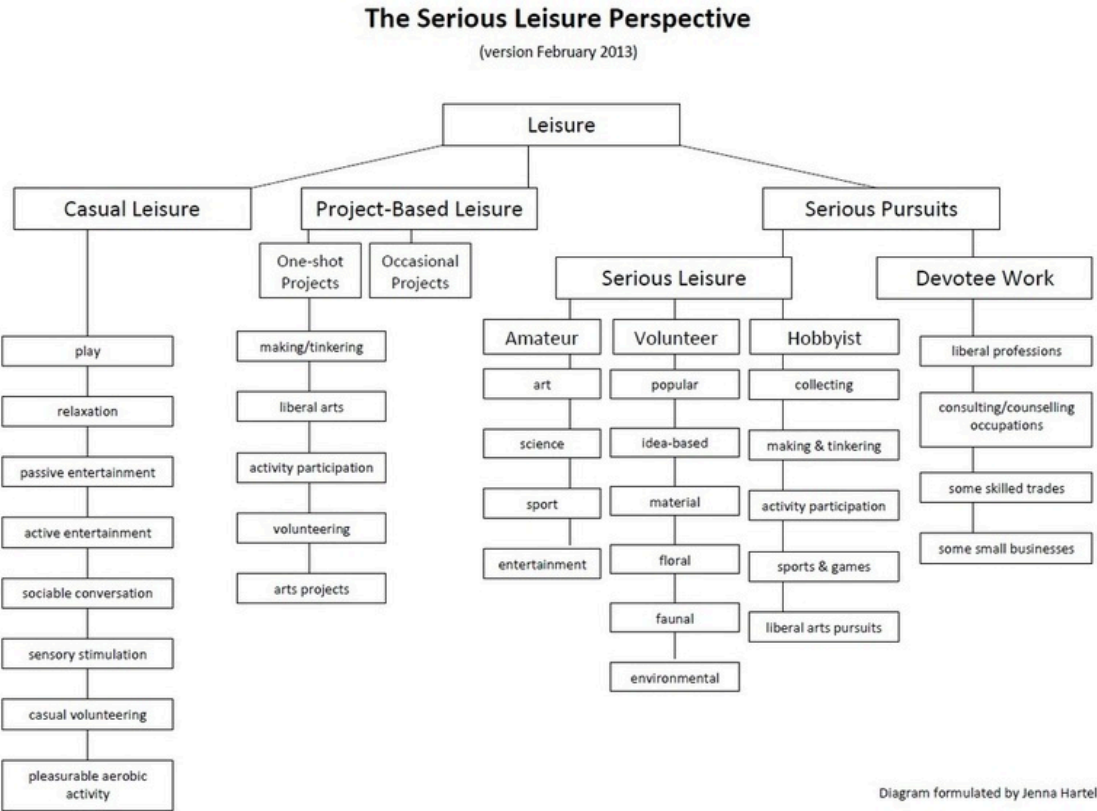 The Serious Leisure Perspective
(version February 2013)
Leisure
Casual Leisure
play
relaxation
passive entertainment
active entertainment
sociable conversation
sensory stimulation
casual volunteering
pleasurable aerobic
activity
Project-Based Leisure
One-shot
Projects
making/tinkering
liberal arts
activity participation
volunteering
arts projects
Occasional
Projects
Serious Pursuits
Serious Leisure
Amateur
art
science
sport
entertainment
Volunteer
popular
idea-based
material
floral
faunal
environmental
Hobbyist
collecting
making & tinkering
activity participation
sports & games
liberal arts pursuits
Devotee Work
liberal professions
consulting/counselling
occupations
some skilled trades
some small businesses
Diagram formulated by Jenna Hartel